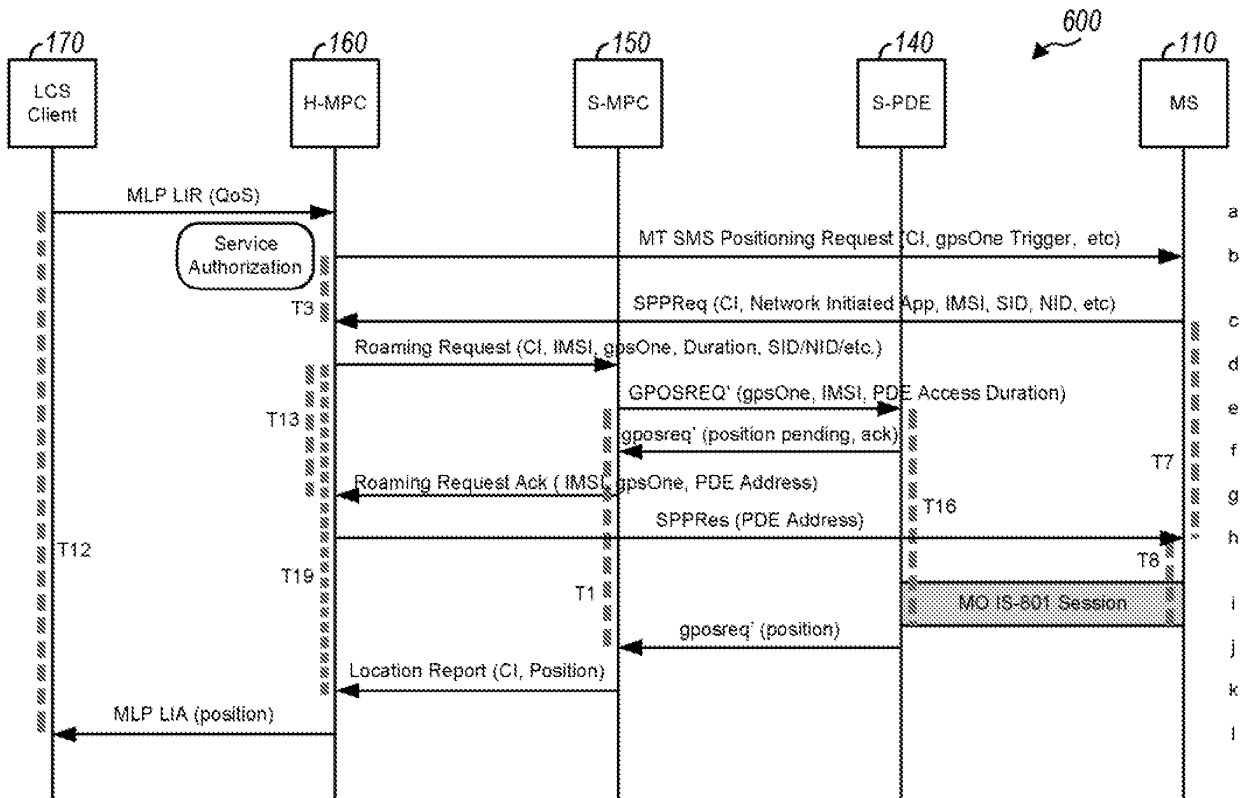 600
170
160
150
140
110
LCS
Client
H-MPC
S-MPC
S-PDE
MS
MLP LIR (QoS)
a
Service
Authorization
MT SMS Positioning Request (CI, gpsOne Trigger, etc)
b
T3
SPPReq (CI, Network Initiated App, IMSI, SID, NID, etc)
c
Roaming Request (CI, IMSI, gpsOne, Duration, SID/NID/etc.)
d
T13
GPOSREQ` (gpsOne, IMSI, PDE Access Duration)
e
gposreq` (position pending, ack)
f
T7
Roaming Request Ack ( IMSI, gpsOne, PDE Address)
g
T16
SPPRes (PDE Address)
h
T12
T19
T1
T8
MO IS-801 Session
i
gposreq` (position)
j
Location Report (CI, Position)
k
MLP LIA (position)
l